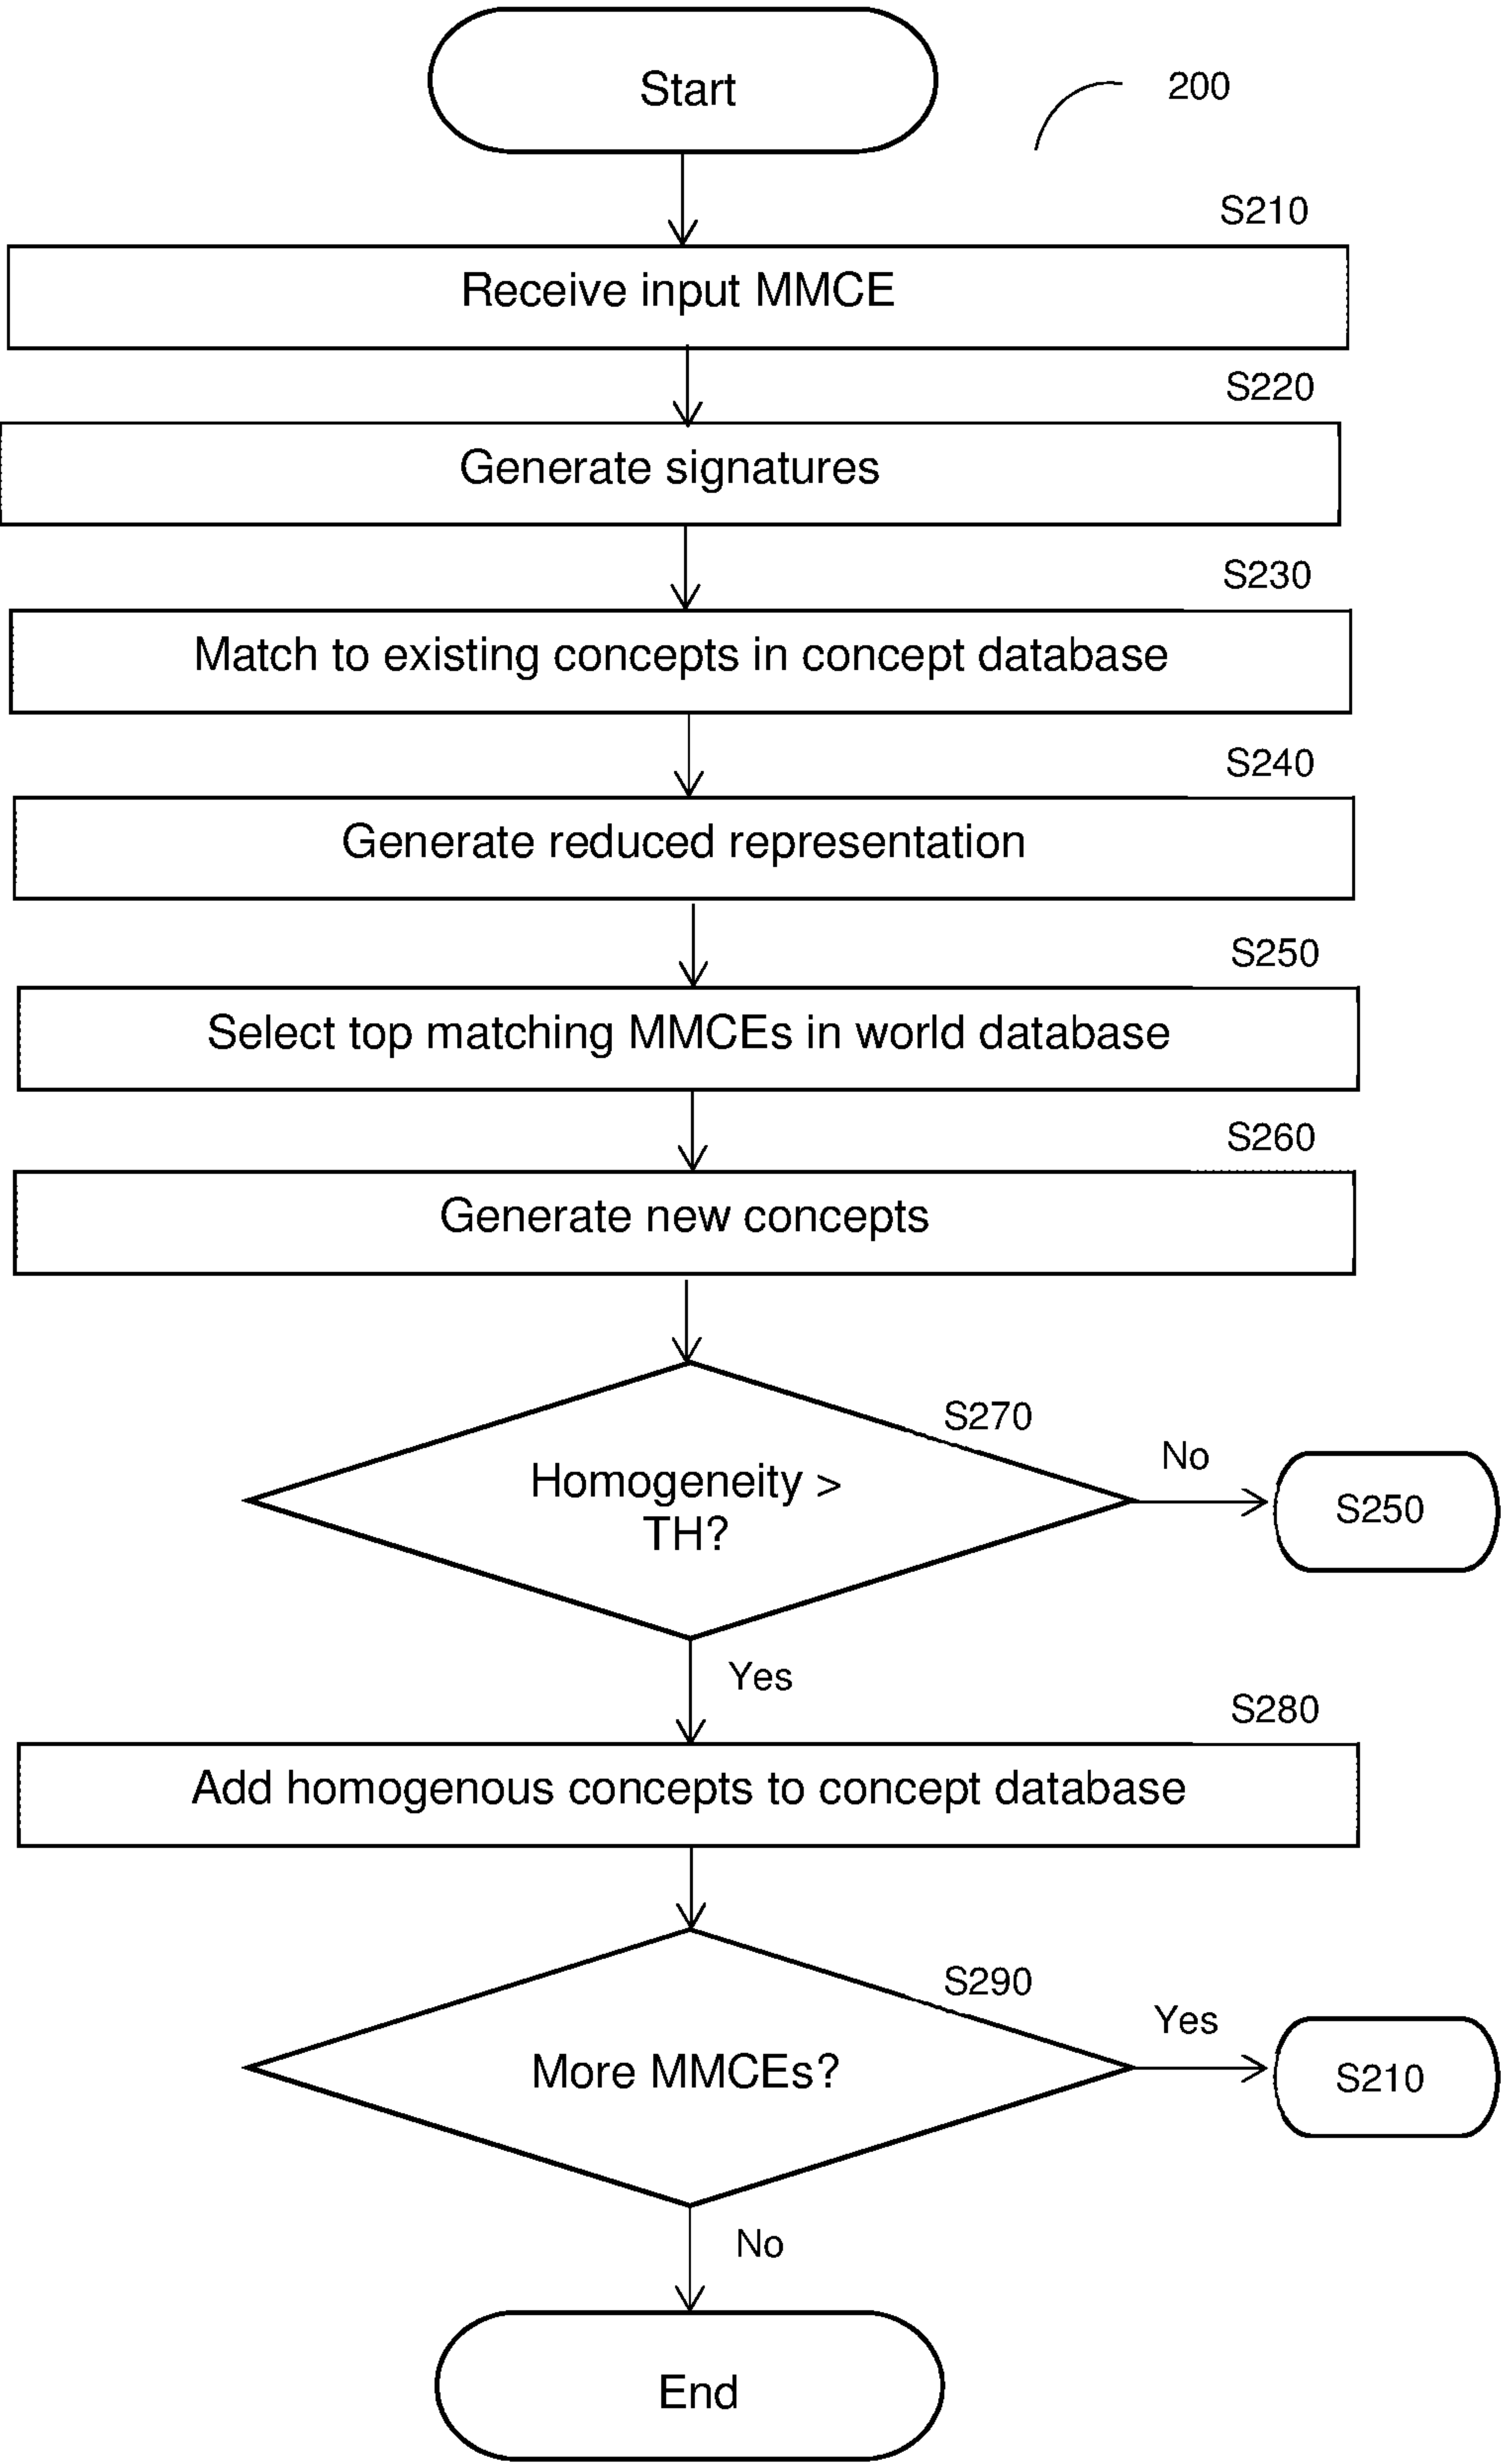 Start
200
S210
Receive input MMCE
S220
Generate signatures
S230
Match to existing concepts in concept database
S240
Generate reduced representation
S250
Select top matching MMCEs in world database
S260
Generate new concepts
S270
Homogeneity >
TH?
No
S250
Yes
S280
Add homogenous concepts to concept database
S290
More MMCEs?
Yes
S210
No
End